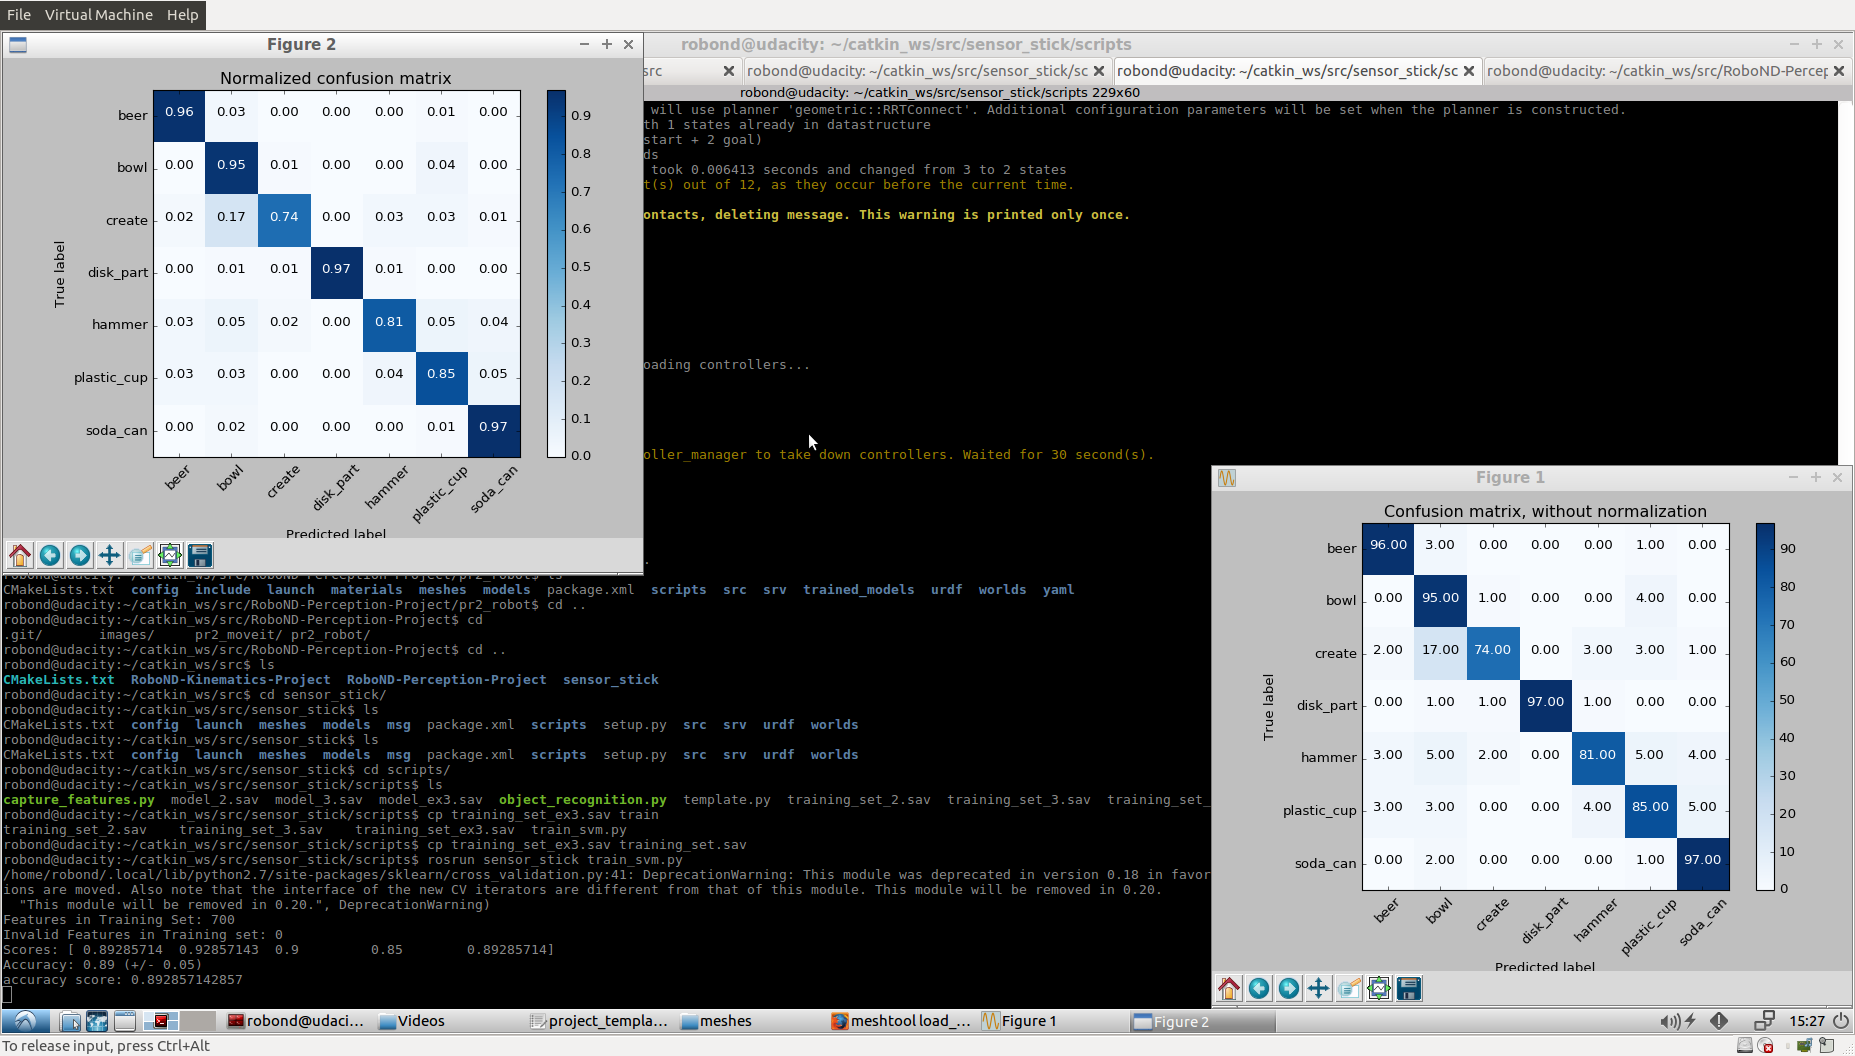 File Virtual Machine Help
Figure 2
robond@udacity: ~/catkin_ws/src/sensor_stick/scripts
src
robond@udacity: ~/catkin_ws/src/sensor_stick/sc
robond@udacity: ~/catkin_ws/src/sensor_stick/sc
robond@udacity: ~/catkin_ws/src/RoboND-Percep
robond@udacity: ~/catkin_ws/src/sensor_stick/scripts 229x60
Normalized confusion matrix
beer 0.96 0.03 0.00 0.00 0.00 0.01 0.00
bowl 0.00 0.95 0.01 0.00 0.00 0.04 0.00
create 0.02 0.17 0.74 0.00 0.03 0.03 0.01
disk_part 0.00 0.01 0.01 0.97 0.01 0.00 0.00
hammer 0.03 0.05 0.02 0.00 0.81 0.05 0.04
plastic_cup 0.03 0.03 0.00 0.00 0.04 0.85 0.05
soda_can 0.00 0.02 0.00 0.00 0.00 0.01 0.97
True label
beer bowl create disk_part hammer plastic_cup soda_can
Predicted label
0.9
0.8
0.7
0.6
0.5
0.4
0.3
0.2
0.1
0.0
will use planner 'geometric::RRTConnect'. Additional configuration parameters will be set when the planner is constructed.
th 1 states already in datastructure
start + 2 goal)
ds
took 0.006413 seconds and changed from 3 to 2 states
t(s) out of 12, as they occur before the current time.
ontacts, deleting message. This warning is printed only once.
oading controllers...
oller_manager to take down controllers. Waited for 30 second(s).
.
robond@udacity:~/catkin_ws/src/RoboND-Perception-Project/pr2_robot$ ls
CMakeLists.txt config include launch materials meshes models package.xml scripts src srv trained_models urdf worlds yaml
robond@udacity:~/catkin_ws/src/RoboND-Perception-Project/pr2_robot$ cd ..
robond@udacity:~/catkin_ws/src/RoboND-Perception-Project$ cd
.git/ images/ pr2_moveit/ pr2_robot/
robond@udacity:~/catkin_ws/src/RoboND-Perception-Project$ cd ..
robond@udacity:~/catkin_ws/src$ ls
CMakeLists.txt RoboND-Kinematics-Project RoboND-Perception-Project sensor_stick
robond@udacity:~/catkin_ws/src$ cd sensor_stick/
robond@udacity:~/catkin_ws/src/sensor_stick$ ls
CMakeLists.txt config launch meshes models msg package.xml scripts setup.py src srv urdf worlds
robond@udacity:~/catkin_ws/src/sensor_stick$ ls
CMakeLists.txt config launch meshes models msg package.xml scripts setup.py src srv urdf worlds
robond@udacity:~/catkin_ws/src/sensor_stick$ cd scripts/
robond@udacity:~/catkin_ws/src/sensor_stick/scripts$ ls
capture_features.py model_2.sav model_3.sav model_ex3.sav object_recognition.py template.py training_set_2.sav training_set_3.sav training_set_
robond@udacity:~/catkin_ws/src/sensor_stick/scripts$ cp training_set_ex3.sav train
training_set_2.sav training_set_3.sav training_set_ex3.sav train_svm.py
robond@udacity:~/catkin_ws/src/sensor_stick/scripts$ cp training_set_ex3.sav training_set.sav
robond@udacity:~/catkin_ws/src/sensor_stick/scripts$ rosrun sensor_stick train_svm.py
/home/robond/.local/lib/python2.7/site-packages/sklearn/cross_validation.py:41: DeprecationWarning: This module was deprecated in version 0.18 in favor
ions are moved. Also note that the interface of the new CV iterators are different from that of this module. This module will be removed in 0.20.
"This module will be removed in 0.20.", DeprecationWarning)
Features in Training Set: 700
Invalid Features in Training set: 0
Scores: [ 0.89285714 0.92857143 0.9 0.85 0.89285714]
Accuracy: 0.89 (+/- 0.05)
accuracy score: 0.892857142857
Figure 1
Confusion matrix, without normalization
beer 96.00 3.00 0.00 0.00 0.00 1.00 0.00
bowl 0.00 95.00 1.00 0.00 0.00 4.00 0.00
create 2.00 17.00 74.00 0.00 3.00 3.00 1.00
disk_part 0.00 1.00 1.00 97.00 1.00 0.00 0.00
hammer 3.00 5.00 2.00 0.00 81.00 5.00 4.00
plastic_cup 3.00 3.00 0.00 0.00 4.00 85.00 5.00
soda_can 0.00 2.00 0.00 0.00 0.00 1.00 97.00
True label
beer bowl create disk_part hammer plastic_cup soda_can
Predicted label
90
80
70
60
50
40
30
20
10
0
robond@udaci... Videos project_templa... meshes meshtool load_... Figure 1 Figure 2 15:27
To release input, press Ctrl+Alt